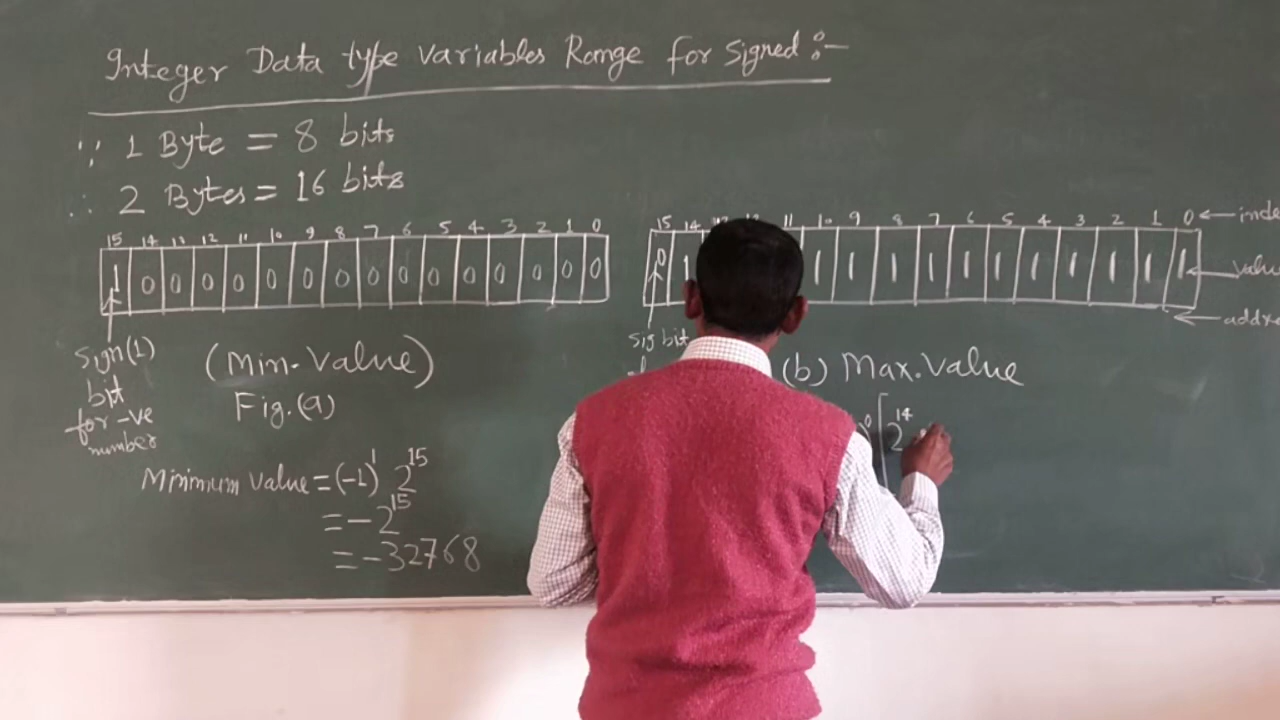 Integer Data type variables Range for Signed :-
∵ 1 Byte = 8 bits
∴ 2 Bytes = 16 bits
15 14 13 12 11 10 9 8 7 6 5 4 3 2 1 0
1 0 0 0 0 0 0 0 0 0 0 0 0 0 0 0
sign(1)
bit
for -ve
number
(Min. Value)
Fig.(a)
Minimum value = (-1)¹ 2¹⁵
= -2¹⁵
= -32768
15 14 11 10 9 8 7 6 5 4 3 2 1 0 ← inde
0 1 1 1 1 1 1 1 1 1 1 1 1 ← valu
← addre
sig bit
(b) Max. Value
)⁰ [2¹⁴